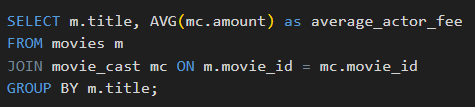 SELECT m.title, AVG(mc.amount) as average_actor_fee
FROM movies m
JOIN movie_cast mc ON m.movie_id = mc.movie_id
GROUP BY m.title;